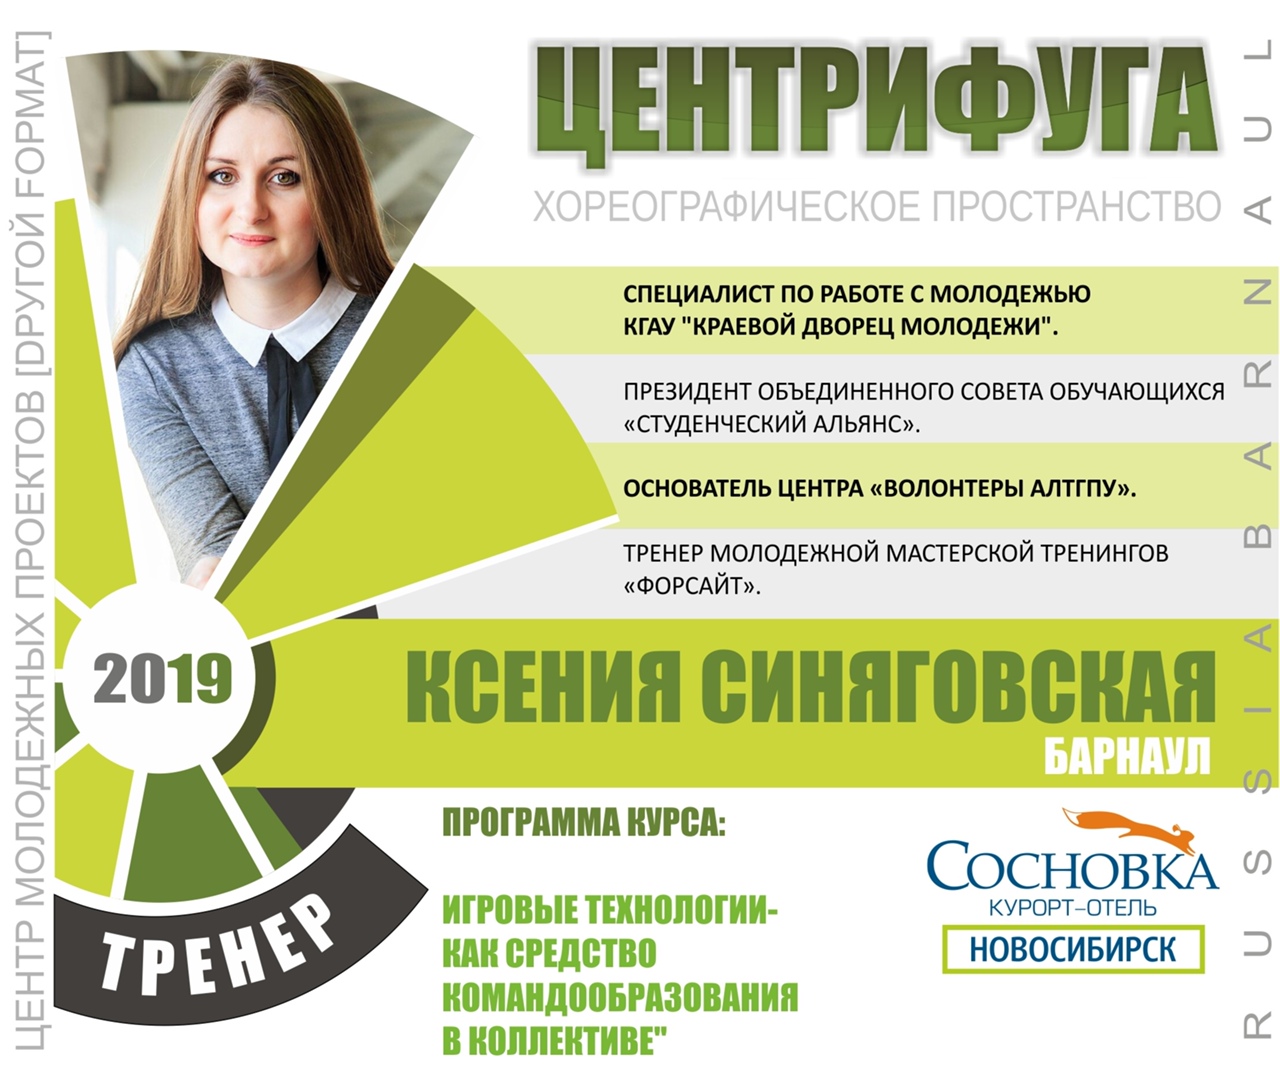 ЦЕНТР МОЛОДЕЖНЫХ ПРОЕКТОВ [DРУГОЙ FОРМАТ]
ЦЕНТРИФУГА
ХОРЕОГРАФИЧЕСКОЕ ПРОСТРАНСТВО
СПЕЦИАЛИСТ ПО РАБОТЕ С МОЛОДЕЖЬЮ
КГАУ "КРАЕВОЙ ДВОРЕЦ МОЛОДЕЖИ".
ПРЕЗИДЕНТ ОБЪЕДИНЕННОГО СОВЕТА ОБУЧАЮЩИХСЯ
«СТУДЕНЧЕСКИЙ АЛЬЯНС».
ОСНОВАТЕЛЬ ЦЕНТРА «ВОЛОНТЕРЫ АЛТГПУ».
ТРЕНЕР МОЛОДЕЖНОЙ МАСТЕРСКОЙ ТРЕНИНГОВ
«ФОРСАЙТ».
2019
КСЕНИЯ СИНЯГОВСКАЯ
БАРНАУЛ
ТРЕНЕР
ПРОГРАММА КУРСА:
ИГРОВЫЕ ТЕХНОЛОГИИ-
КАК СРЕДСТВО
КОМАНДООБРАЗОВАНИЯ
В КОЛЛЕКТИВЕ"
СОСНОВКА
КУРОРТ-ОТЕЛЬ
НОВОСИБИРСК
RUSSIA BARNAUL